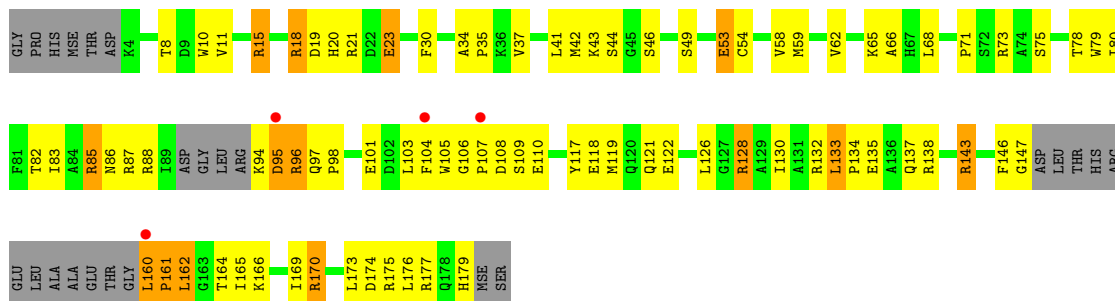 GLY PRO HIS MSE THR ASP K4 T8 D9 W10 V11 R15 R18 D19 H20 R21 D22 E23 F30 A34 P35 K36 V37 L41 M42 K43 S44 G45 S46 S49 E53 C54 V58 M59 V62 K65 A66 H67 L68 P71 S72 R73 A74 S75 T78 W79
F81 T82 I83 A84 R85 N86 R87 R88 I89 ASP GLY LEU ARG K94 D95 R96 Q97 P98 E101 D102 L103 F104 W105 G106 P107 D108 S109 E110 Y117 E118 M119 Q120 Q121 E122 L126 G127 R128 A129 I130 A131 R132 L133 P134 E135 A136 Q137 R138 R143 F146 G147 ASP LEU THR HIS ARG
GLU LEU ALA ALA GLU THR GLY L160 P161 L162 G163 T164 I165 K166 I169 R170 L173 D174 R175 L176 R177 Q178 H179 MSE SER